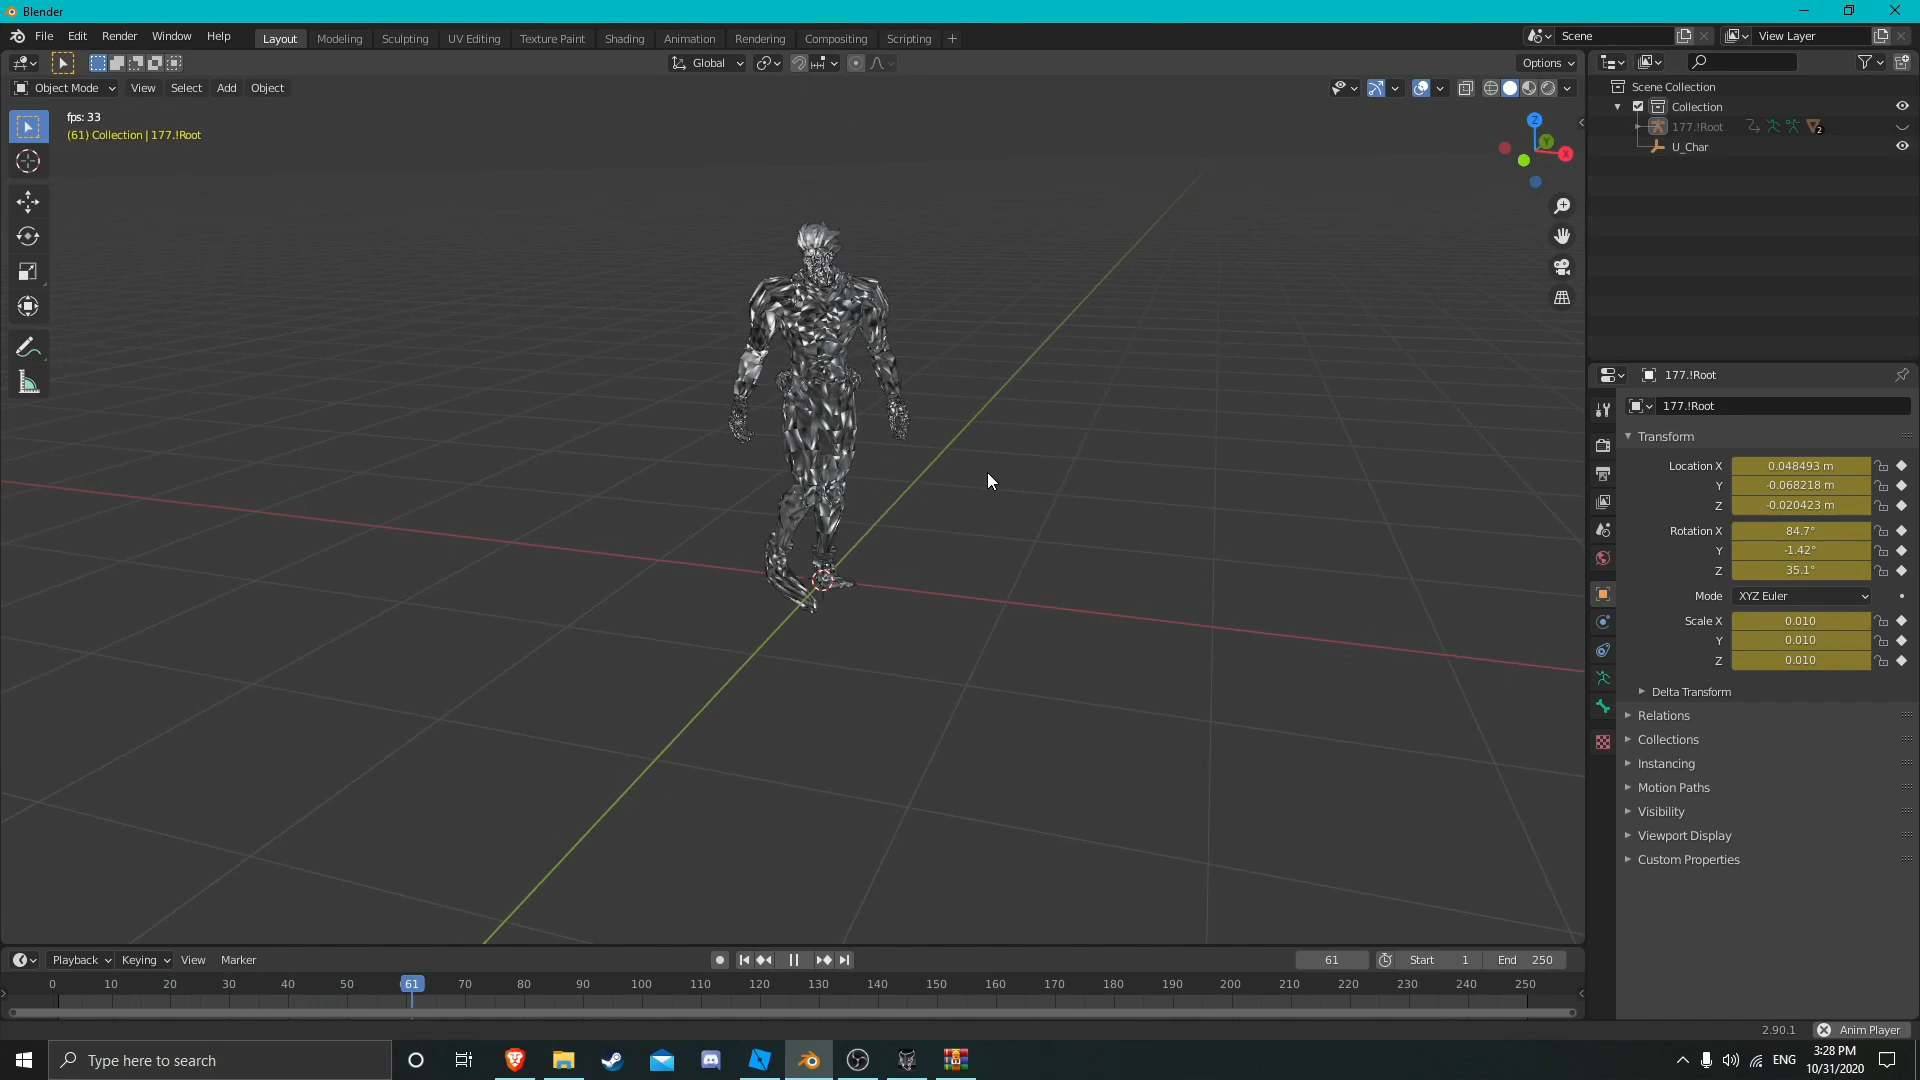 Blender
File Edit Render Window Help
Layout Modeling Sculpting UV Editing Texture Paint Shading Animation Rendering Compositing Scripting +
Scene
View Layer
Global
Options
Object Mode View Select Add Object
fps: 33
(61) Collection | 177.!Root
Z
Y
X
Scene Collection
Collection
177.!Root
2
U_Char
177.!Root
177.!Root
Transform
Location X 0.048493 m
Y -0.068218 m
Z -0.020423 m
Rotation X 84.7°
Y -1.42°
Z 35.1°
Mode XYZ Euler
Scale X 0.010
Y 0.010
Z 0.010
Delta Transform
Relations
Collections
Instancing
Motion Paths
Visibility
Viewport Display
Custom Properties
Playback Keying View Marker
61 Start 1 End 250
0 10 20 30 40 50 61 70 80 90 100 110 120 130 140 150 160 170 180 190 200 210 220 230 240 250
2.90.1 Anim Player
Type here to search
ENG
3:28 PM
10/31/2020